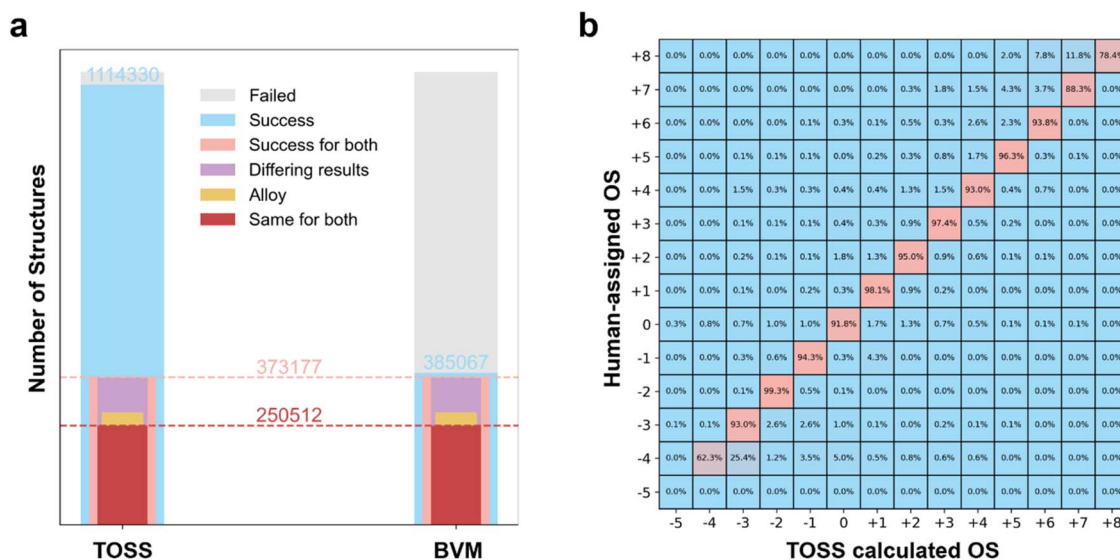 a
1114330
Failed
Success
Success for both
Differing results
Alloy
Same for both
385067
373177
250512
Number of Structures
TOSS
BVM
b
Human-assigned OS
+8 0.0% 0.0% 0.0% 0.0% 0.0% 0.0% 0.0% 0.0% 0.0% 0.0% 2.0% 7.8% 11.8% 78.4%
+7 0.0% 0.0% 0.0% 0.0% 0.0% 0.0% 0.0% 0.3% 1.8% 1.5% 4.3% 3.7% 88.3% 0.0%
+6 0.0% 0.0% 0.0% 0.0% 0.1% 0.3% 0.1% 0.5% 0.3% 2.6% 2.3% 93.8% 0.0% 0.0%
+5 0.0% 0.0% 0.1% 0.1% 0.1% 0.0% 0.2% 0.3% 0.8% 1.7% 96.3% 0.3% 0.1% 0.0%
+4 0.0% 0.0% 1.5% 0.3% 0.3% 0.4% 0.4% 1.3% 1.5% 93.0% 0.4% 0.7% 0.0% 0.0%
+3 0.0% 0.0% 0.1% 0.1% 0.1% 0.4% 0.3% 0.9% 97.4% 0.5% 0.2% 0.0% 0.0% 0.0%
+2 0.0% 0.0% 0.2% 0.1% 0.1% 1.8% 1.3% 95.0% 0.9% 0.6% 0.1% 0.1% 0.0% 0.0%
+1 0.0% 0.0% 0.1% 0.0% 0.2% 0.3% 98.1% 0.9% 0.2% 0.0% 0.0% 0.0% 0.0% 0.0%
0 0.3% 0.8% 0.7% 1.0% 1.0% 91.8% 1.7% 1.3% 0.7% 0.5% 0.1% 0.1% 0.1% 0.0%
-1 0.0% 0.0% 0.3% 0.6% 94.3% 0.3% 4.3% 0.0% 0.0% 0.0% 0.0% 0.0% 0.0% 0.0%
-2 0.0% 0.0% 0.1% 99.3% 0.5% 0.1% 0.0% 0.0% 0.0% 0.0% 0.0% 0.0% 0.0% 0.0%
-3 0.1% 0.1% 93.0% 2.6% 2.6% 1.0% 0.1% 0.0% 0.2% 0.1% 0.1% 0.0% 0.0% 0.0%
-4 0.0% 62.3% 25.4% 1.2% 3.5% 5.0% 0.5% 0.8% 0.6% 0.6% 0.0% 0.0% 0.0% 0.0%
-5 0.0% 0.0% 0.0% 0.0% 0.0% 0.0% 0.0% 0.0% 0.0% 0.0% 0.0% 0.0% 0.0% 0.0%
-5 -4 -3 -2 -1 0 +1 +2 +3 +4 +5 +6 +7 +8
TOSS calculated OS